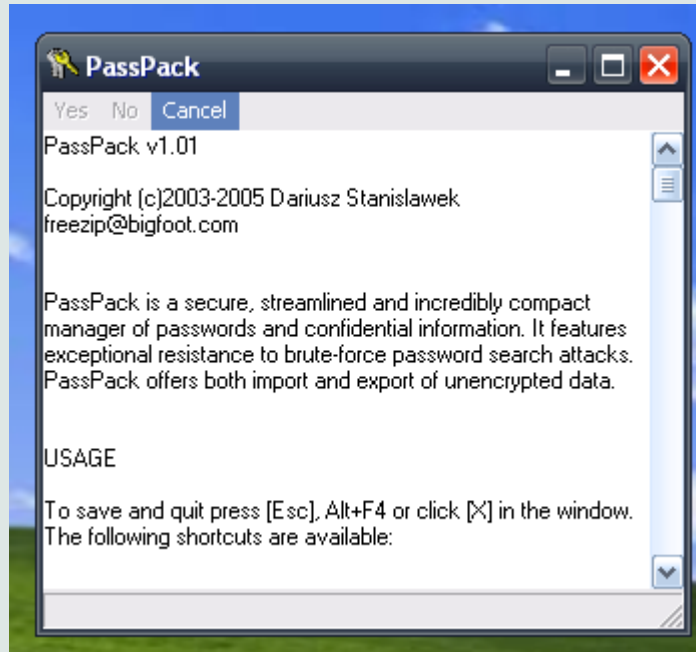 PassPack
Yes No Cancel
PassPack v1.01
Copyright (c)2003-2005 Dariusz Stanislawek
freezip@bigfoot.com
PassPack is a secure, streamlined and incredibly compact
manager of passwords and confidential information. It features
exceptional resistance to brute-force password search attacks.
PassPack offers both import and export of unencrypted data.
USAGE
To save and quit press [Esc], Alt+F4 or click [X] in the window.
The following shortcuts are available: